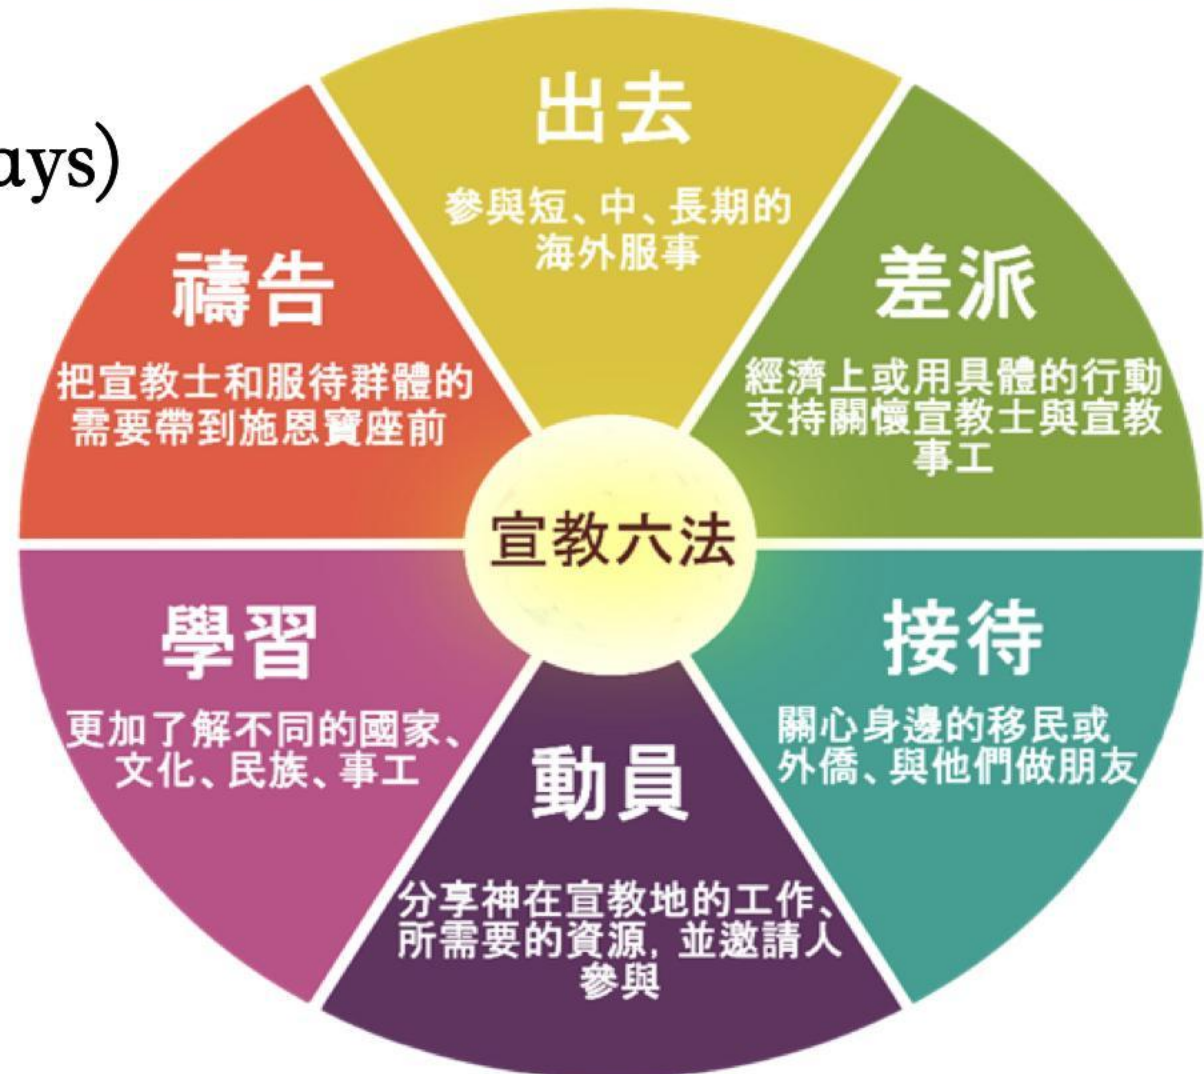 ays)
出去
參與短、中、長期的
海外服事
差派
經濟上或用具體的行動
支持關懷宣教士與宣教
事工
接待
關心身邊的移民或
外僑、與他們做朋友
動員
分享神在宣教地的工作、
所需要的資源, 並邀請人
參與
學習
更加了解不同的國家、
文化、民族、事工
禱告
把宣教士和服待群體的
需要帶到施恩寶座前
宣教六法